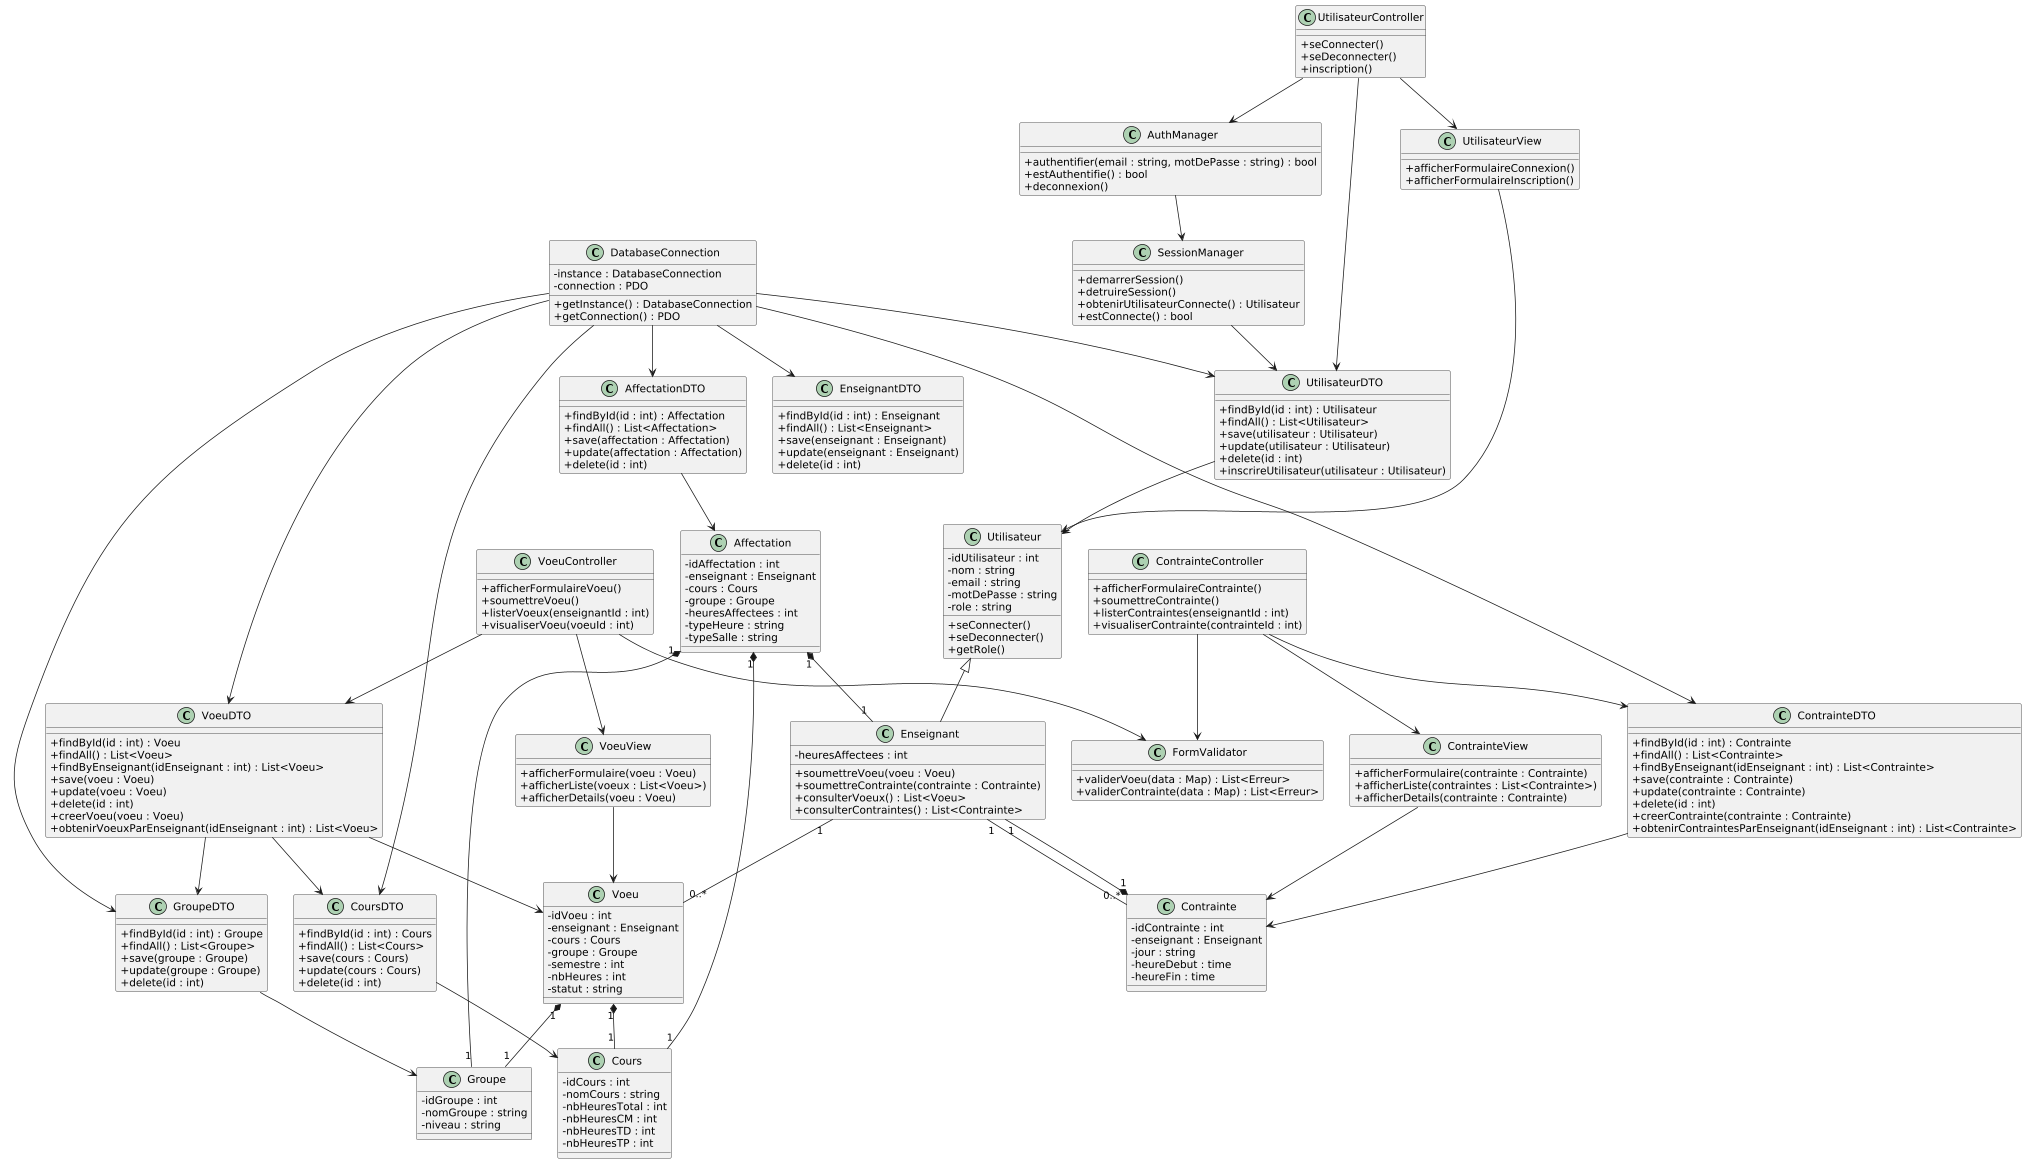 C UtilisateurController
+seConnecter()
+seDeconnecter()
+inscription()
C AuthManager
+authentifier(email : string, motDePasse : string) : bool
+estAuthentifie() : bool
+deconnexion()
C UtilisateurView
+afficherFormulaireConnexion()
+afficherFormulaireInscription()
C DatabaseConnection
-instance : DatabaseConnection
-connection : PDO
+getInstance() : DatabaseConnection
+getConnection() : PDO
C SessionManager
+demarrerSession()
+detruireSession()
+obtenirUtilisateurConnecte() : Utilisateur
+estConnecte() : bool
C AffectationDTO
+findById(id : int) : Affectation
+findAll() : List<Affectation>
+save(affectation : Affectation)
+update(affectation : Affectation)
+delete(id : int)
C EnseignantDTO
+findById(id : int) : Enseignant
+findAll() : List<Enseignant>
+save(enseignant : Enseignant)
+update(enseignant : Enseignant)
+delete(id : int)
C UtilisateurDTO
+findById(id : int) : Utilisateur
+findAll() : List<Utilisateur>
+save(utilisateur : Utilisateur)
+update(utilisateur : Utilisateur)
+delete(id : int)
+inscrireUtilisateur(utilisateur : Utilisateur)
C VoeuController
+afficherFormulaireVoeu()
+soumettreVoeu()
+listerVoeux(enseignantId : int)
+visualiserVoeu(voeuId : int)
C Affectation
-idAffectation : int
-enseignant : Enseignant
-cours : Cours
-groupe : Groupe
-heuresAffectees : int
-typeHeure : string
-typeSalle : string
C Utilisateur
-idUtilisateur : int
-nom : string
-email : string
-motDePasse : string
-role : string
+seConnecter()
+seDeconnecter()
+getRole()
C ContrainteController
+afficherFormulaireContrainte()
+soumettreContrainte()
+listerContraintes(enseignantId : int)
+visualiserContrainte(contrainteId : int)
1
1
1
1
C VoeuDTO
+findById(id : int) : Voeu
+findAll() : List<Voeu>
+findByEnseignant(idEnseignant : int) : List<Voeu>
+save(voeu : Voeu)
+update(voeu : Voeu)
+delete(id : int)
+creerVoeu(voeu : Voeu)
+obtenirVoeuxParEnseignant(idEnseignant : int) : List<Voeu>
C VoeuView
+afficherFormulaire(voeu : Voeu)
+afficherListe(voeux : List<Voeu>)
+afficherDetails(voeu : Voeu)
C Enseignant
-heuresAffectees : int
+soumettreVoeu(voeu : Voeu)
+soumettreContrainte(contrainte : Contrainte)
+consulterVoeux() : List<Voeu>
+consulterContraintes() : List<Contrainte>
C FormValidator
+validerVoeu(data : Map) : List<Erreur>
+validerContrainte(data : Map) : List<Erreur>
C ContrainteView
+afficherFormulaire(contrainte : Contrainte)
+afficherListe(contraintes : List<Contrainte>)
+afficherDetails(contrainte : Contrainte)
C ContrainteDTO
+findById(id : int) : Contrainte
+findAll() : List<Contrainte>
+findByEnseignant(idEnseignant : int) : List<Contrainte>
+save(contrainte : Contrainte)
+update(contrainte : Contrainte)
+delete(id : int)
+creerContrainte(contrainte : Contrainte)
+obtenirContraintesParEnseignant(idEnseignant : int) : List<Contrainte>
1
1
1
0..*
0..*
1
C GroupeDTO
+findById(id : int) : Groupe
+findAll() : List<Groupe>
+save(groupe : Groupe)
+update(groupe : Groupe)
+delete(id : int)
C CoursDTO
+findById(id : int) : Cours
+findAll() : List<Cours>
+save(cours : Cours)
+update(cours : Cours)
+delete(id : int)
C Voeu
-idVoeu : int
-enseignant : Enseignant
-cours : Cours
-groupe : Groupe
-semestre : int
-nbHeures : int
-statut : string
C Contrainte
-idContrainte : int
-enseignant : Enseignant
-jour : string
-heureDebut : time
-heureFin : time
1
1
1
1
1
1
C Groupe
-idGroupe : int
-nomGroupe : string
-niveau : string
C Cours
-idCours : int
-nomCours : string
-nbHeuresTotal : int
-nbHeuresCM : int
-nbHeuresTD : int
-nbHeuresTP : int